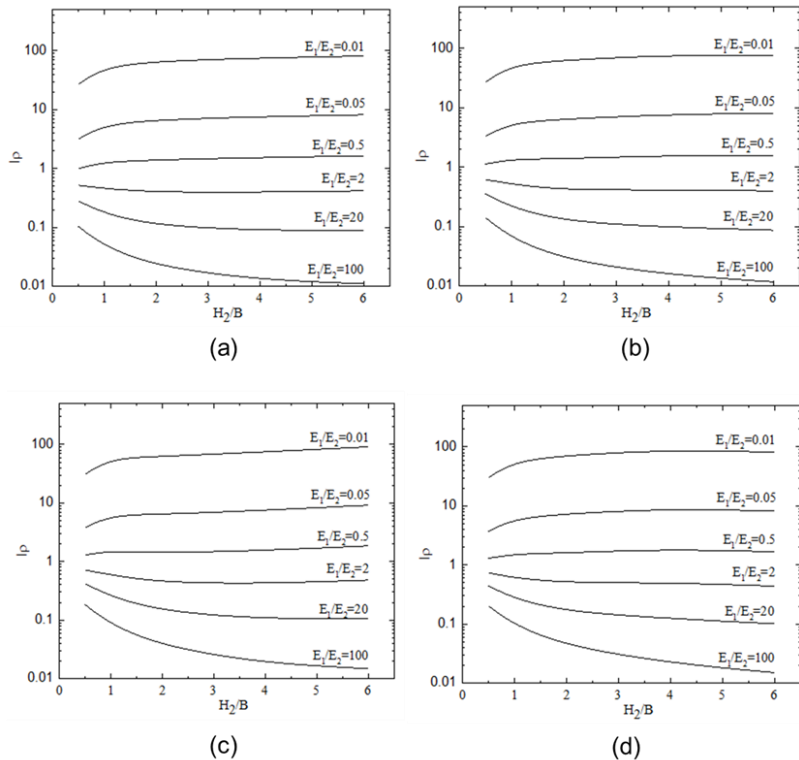 100
10
1
0.1
0.01
Iρ
E1/E2=0.01
E1/E2=0.05
E1/E2=0.5
E1/E2=2
E1/E2=20
E1/E2=100
0 1 2 3 4 5 6
H2/B
(a)
100
10
1
0.1
0.01
Iρ
E1/E2=0.01
E1/E2=0.05
E1/E2=0.5
E1/E2=2
E1/E2=20
E1/E2=100
0 1 2 3 4 5 6
H2/B
(b)
100
10
1
0.1
0.01
Iρ
E1/E2=0.01
E1/E2=0.05
E1/E2=0.5
E1/E2=2
E1/E2=20
E1/E2=100
0 1 2 3 4 5 6
H2/B
(c)
100
10
1
0.1
0.01
Iρ
E1/E2=0.01
E1/E2=0.05
E1/E2=0.5
E1/E2=2
E1/E2=20
E1/E2=100
0 1 2 3 4 5 6
H2/B
(d)